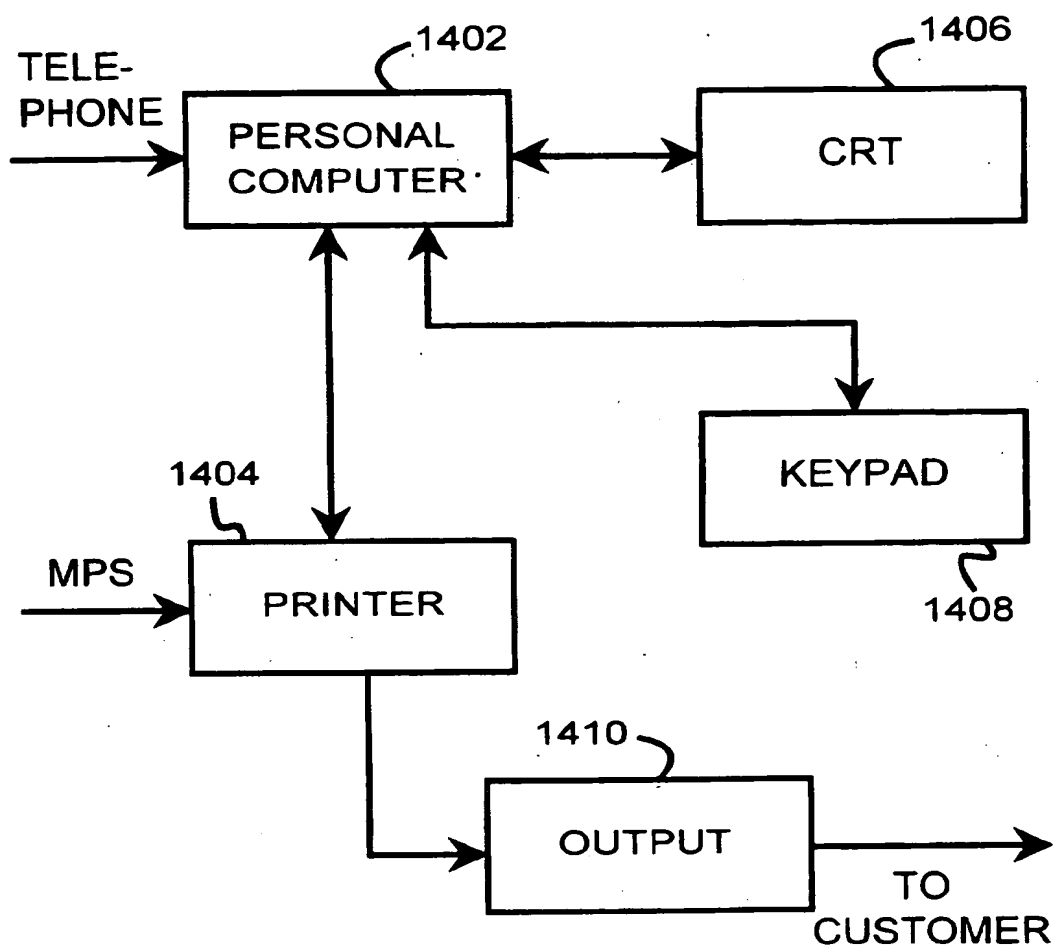 1402
1406
TELE-
PHONE
PERSONAL
COMPUTER
CRT
1404
KEYPAD
MPS
PRINTER
1408
1410
OUTPUT
TO
CUSTOMER